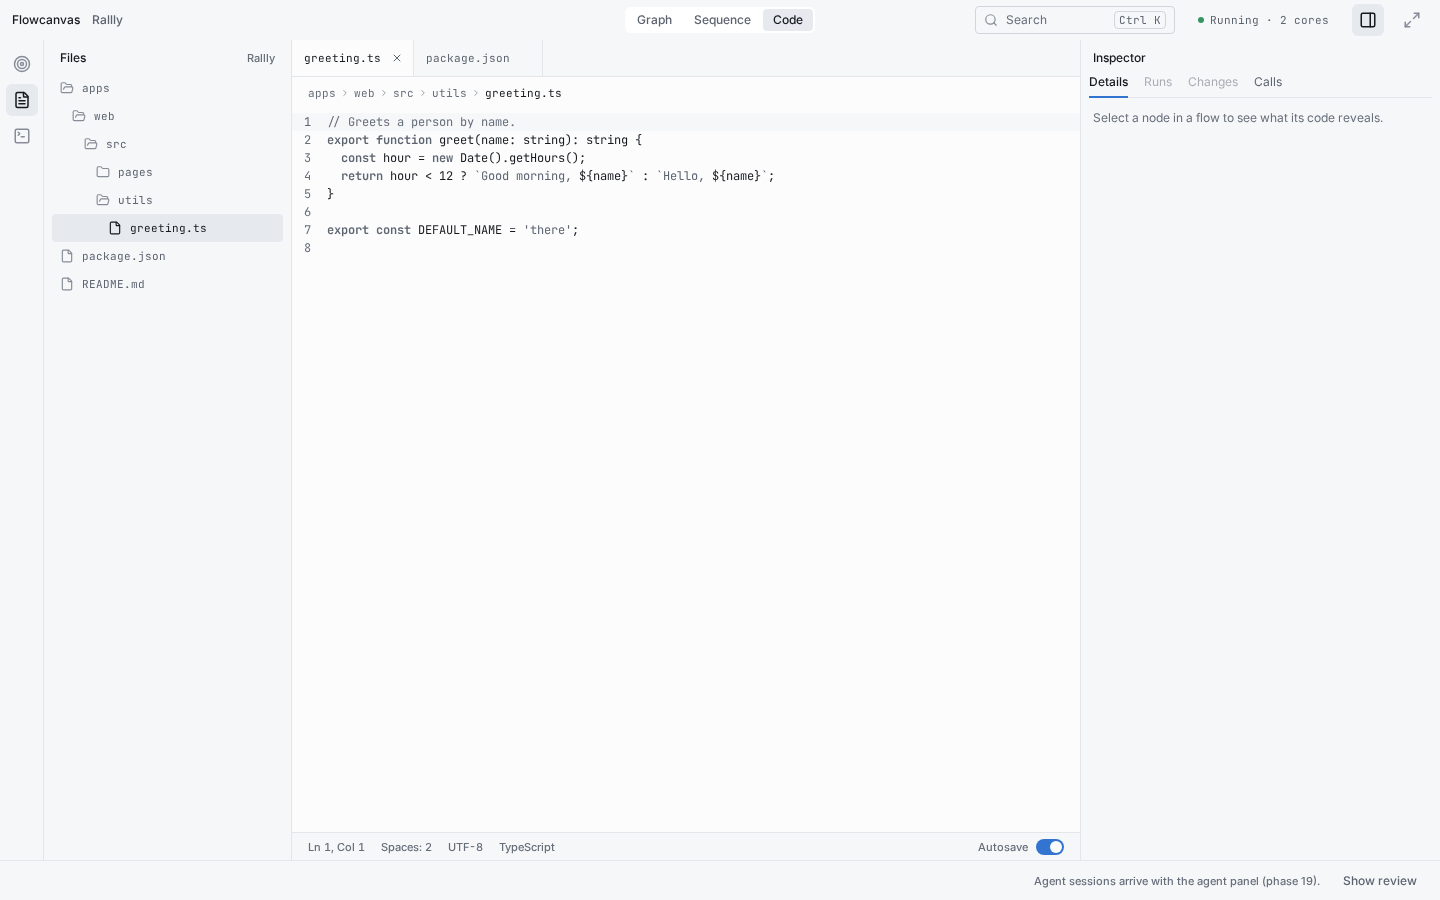 Flowcanvas Rallly
Graph Sequence Code
Search Ctrl K
Running · 2 cores
Files Rallly
apps
web
src
pages
utils
greeting.ts
package.json
README.md
greeting.ts package.json
apps > web > src > utils > greeting.ts
1 // Greets a person by name.
2 export function greet(name: string): string {
3   const hour = new Date().getHours();
4   return hour < 12 ? `Good morning, ${name}` : `Hello, ${name}`;
5 }
6
7 export const DEFAULT_NAME = 'there';
8
Ln 1, Col 1 Spaces: 2 UTF-8 TypeScript Autosave
Inspector
Details Runs Changes Calls
Select a node in a flow to see what its code reveals.
Agent sessions arrive with the agent panel (phase 19). Show review